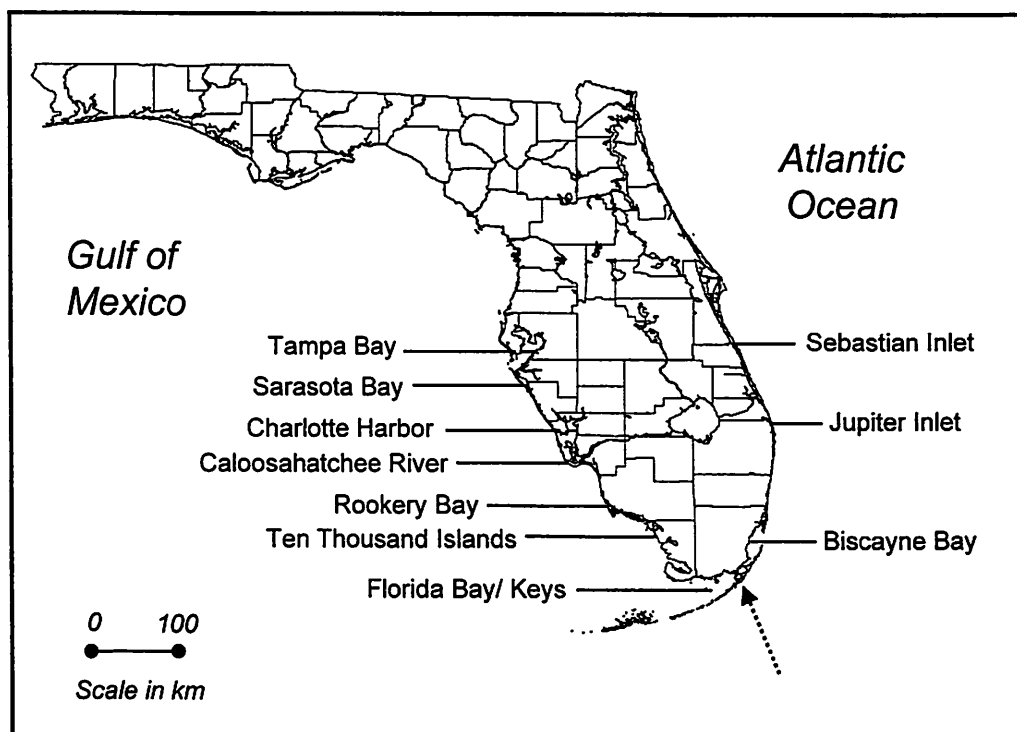 Atlantic
Ocean
Gulf of
Mexico
Tampa Bay
Sebastian Inlet
Sarasota Bay
Charlotte Harbor
Jupiter Inlet
Caloosahatchee River
Rookery Bay
Ten Thousand Islands
Biscayne Bay
Florida Bay/ Keys
0 100
Scale in km